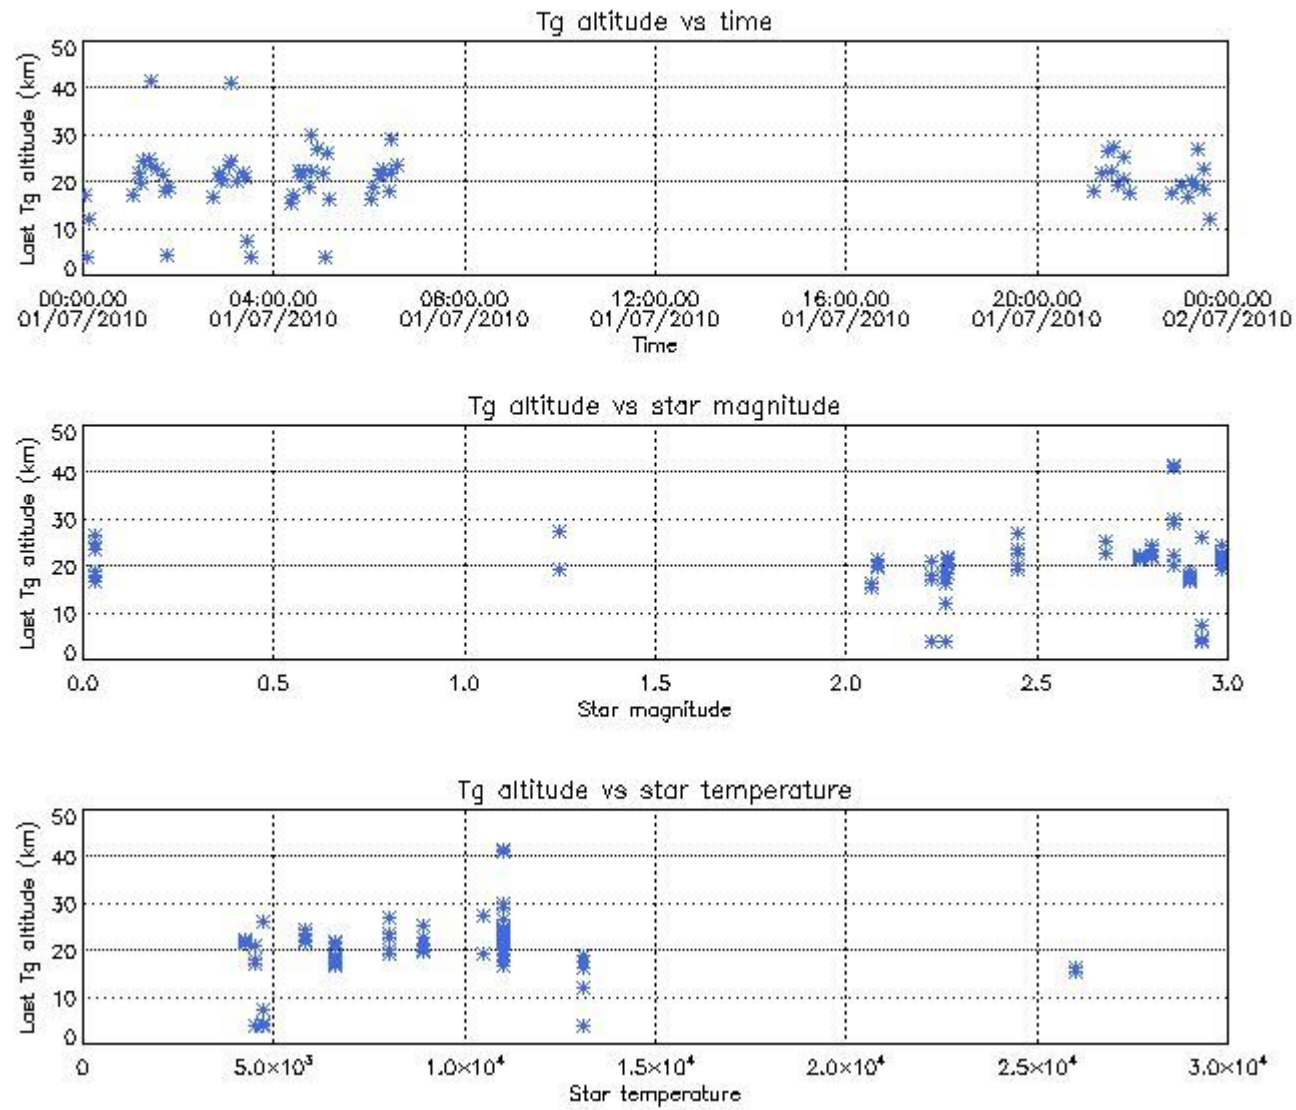 Tg altitude vs time
50
40
30
20
10
0
Last Tg altitude (km)
00:00.00 04:00.00 08:00.00 12:00.00 16:00.00 20:00.00 00:00.00
01/07/2010 01/07/2010 01/07/2010 01/07/2010 01/07/2010 01/07/2010 02/07/2010
Time
Tg altitude vs star magnitude
50
40
30
20
10
0
Last Tg altitude (km)
0.0 0.5 1.0 1.5 2.0 2.5 3.0
Star magnitude
Tg altitude vs star temperature
50
40
30
20
10
0
Last Tg altitude (km)
0 5.0×10³ 1.0×10⁴ 1.5×10⁴ 2.0×10⁴ 2.5×10⁴ 3.0×10⁴
Star temperature